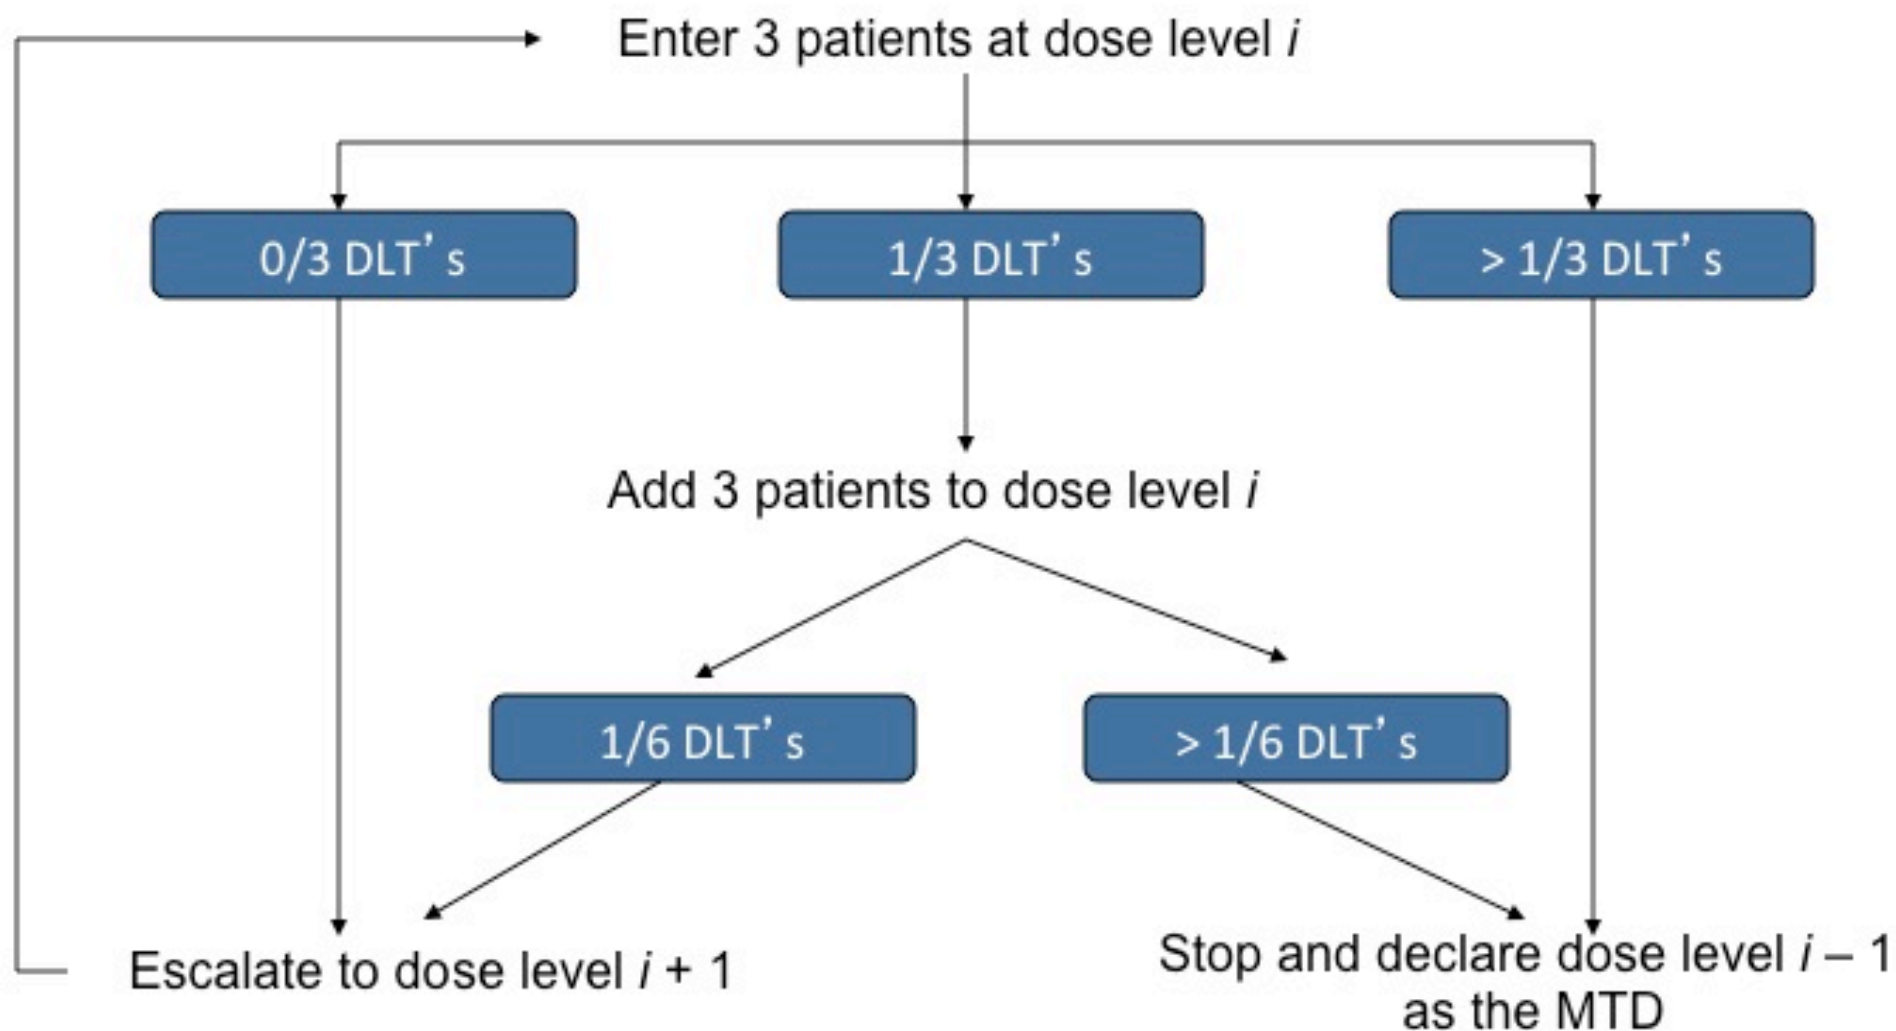 Enter 3 patients at dose level i
0/3 DLT’ s
1/3 DLT’ s
> 1/3 DLT’ s
Add 3 patients to dose level i
1/6 DLT’ s
> 1/6 DLT’ s
Escalate to dose level i + 1
Stop and declare dose level i – 1
as the MTD